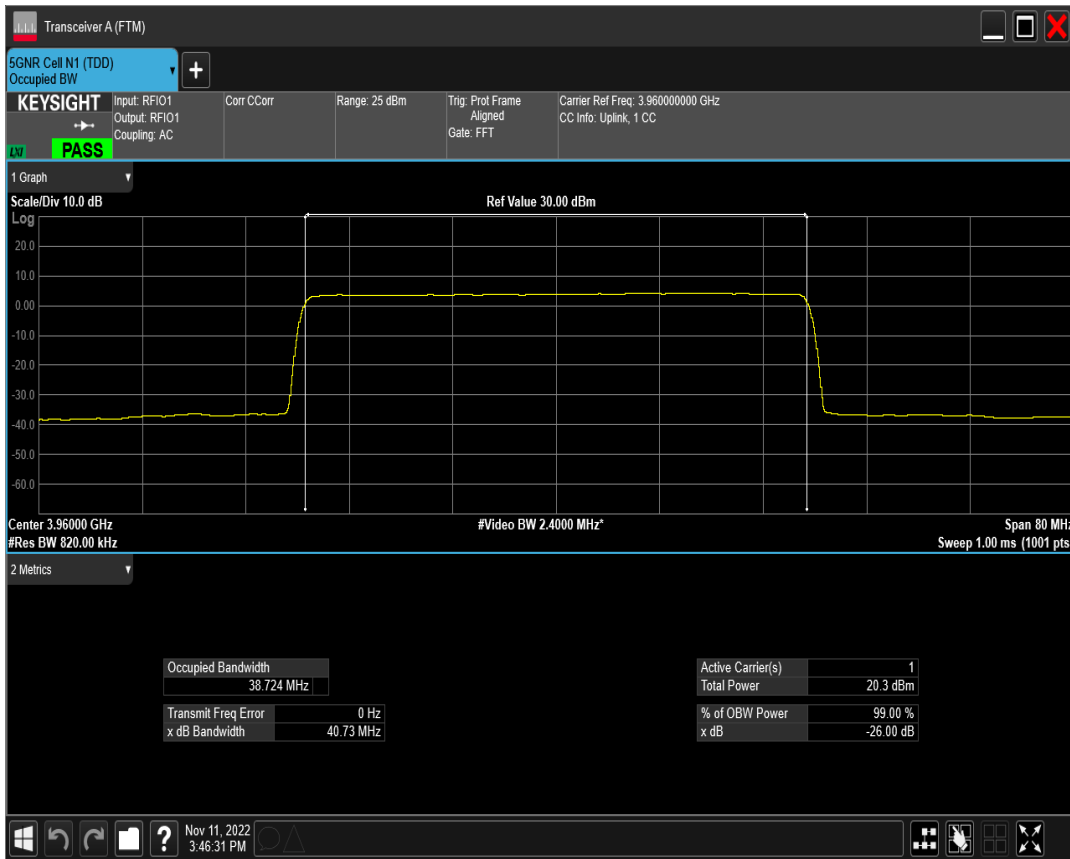 Transceiver A (FTM)
5GNR Cell N1 (TDD)
Occupied BW
+
KEYSIGHT
LXI
PASS
Input: RFIO1
Output: RFIO1
Coupling: AC
Corr CCorr
Range: 25 dBm
Trig: Prot Frame
Aligned
Gate: FFT
Carrier Ref Freq: 3.960000000 GHz
CC Info: Uplink, 1 CC
1 Graph
Scale/Div 10.0 dB
Ref Value 30.00 dBm
Log
20.0
10.0
0.00
-10.0
-20.0
-30.0
-40.0
-50.0
-60.0
Center 3.96000 GHz
#Video BW 2.4000 MHz*
Span 80 MHz
#Res BW 820.00 kHz
Sweep 1.00 ms (1001 pts
2 Metrics
Occupied Bandwidth
38.724 MHz
Transmit Freq Error 0 Hz
x dB Bandwidth 40.73 MHz
Active Carrier(s) 1
Total Power 20.3 dBm
% of OBW Power 99.00 %
x dB -26.00 dB
?
Nov 11, 2022
3:46:31 PM